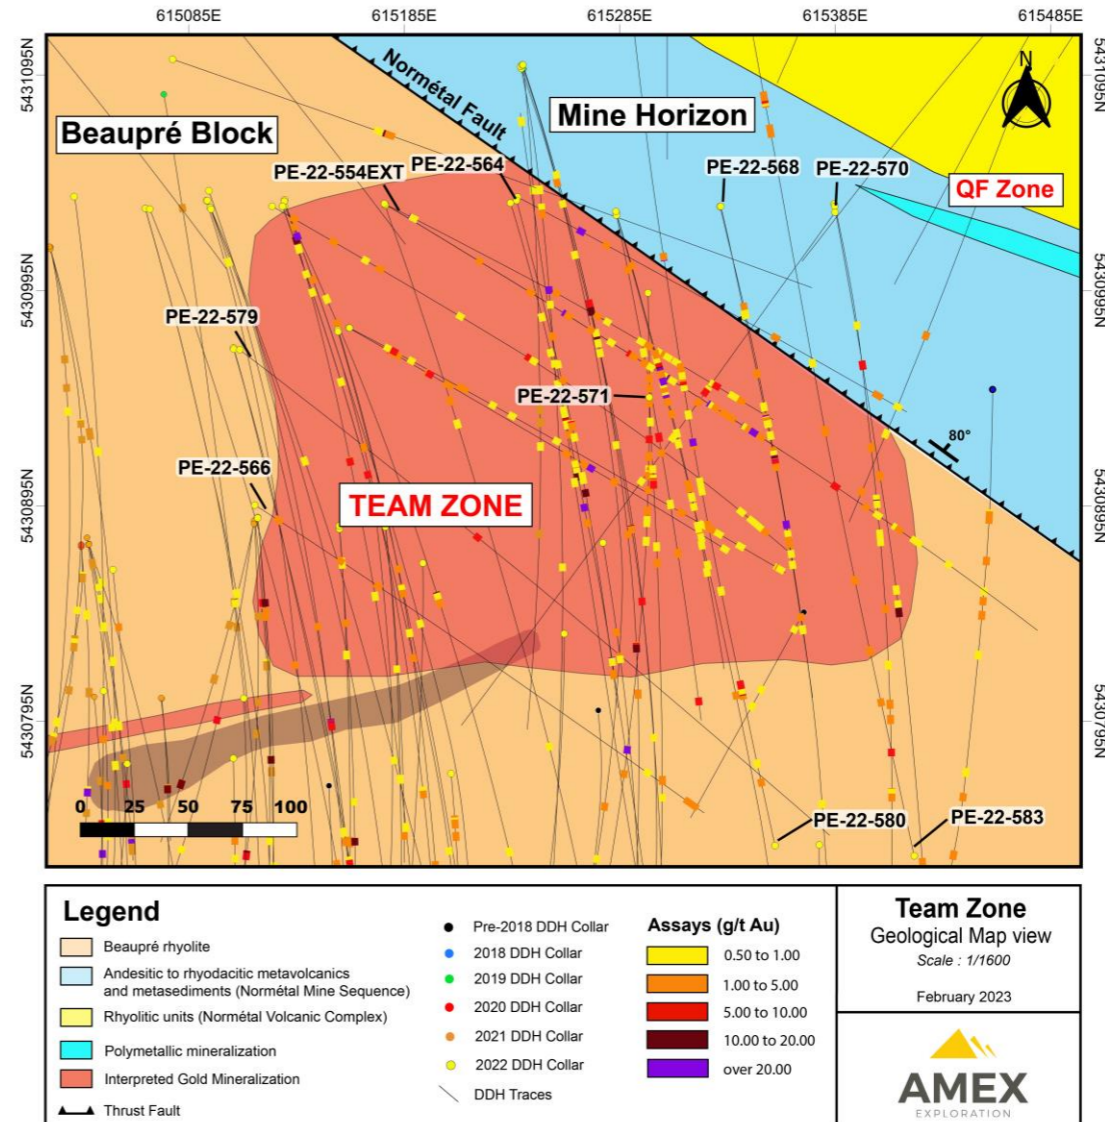 615085E 615185E 615285E 615385E 615485E
5431095N
5430995N
5430895N
5430795N
5431095N
5430995N
5430895N
5430795N
N
Normétal Fault
Mine Horizon
Beaupré Block
PE-22-554EXT
PE-22-564
PE-22-568
PE-22-570
QF Zone
PE-22-579
PE-22-571
80°
PE-22-566
TEAM ZONE
0 25 50 75 100
PE-22-580
PE-22-583
Legend
Beaupré rhyolite
Andesitic to rhyodacitic metavolcanics
and metasediments (Normétal Mine Sequence)
Rhyolitic units (Normétal Volcanic Complex)
Polymetallic mineralization
Interpreted Gold Mineralization
Thrust Fault
Pre-2018 DDH Collar
2018 DDH Collar
2019 DDH Collar
2020 DDH Collar
2021 DDH Collar
2022 DDH Collar
DDH Traces
Assays (g/t Au)
0.50 to 1.00
1.00 to 5.00
5.00 to 10.00
10.00 to 20.00
over 20.00
Team Zone
Geological Map view
Scale : 1/1600
February 2023
AMEX
EXPLORATION